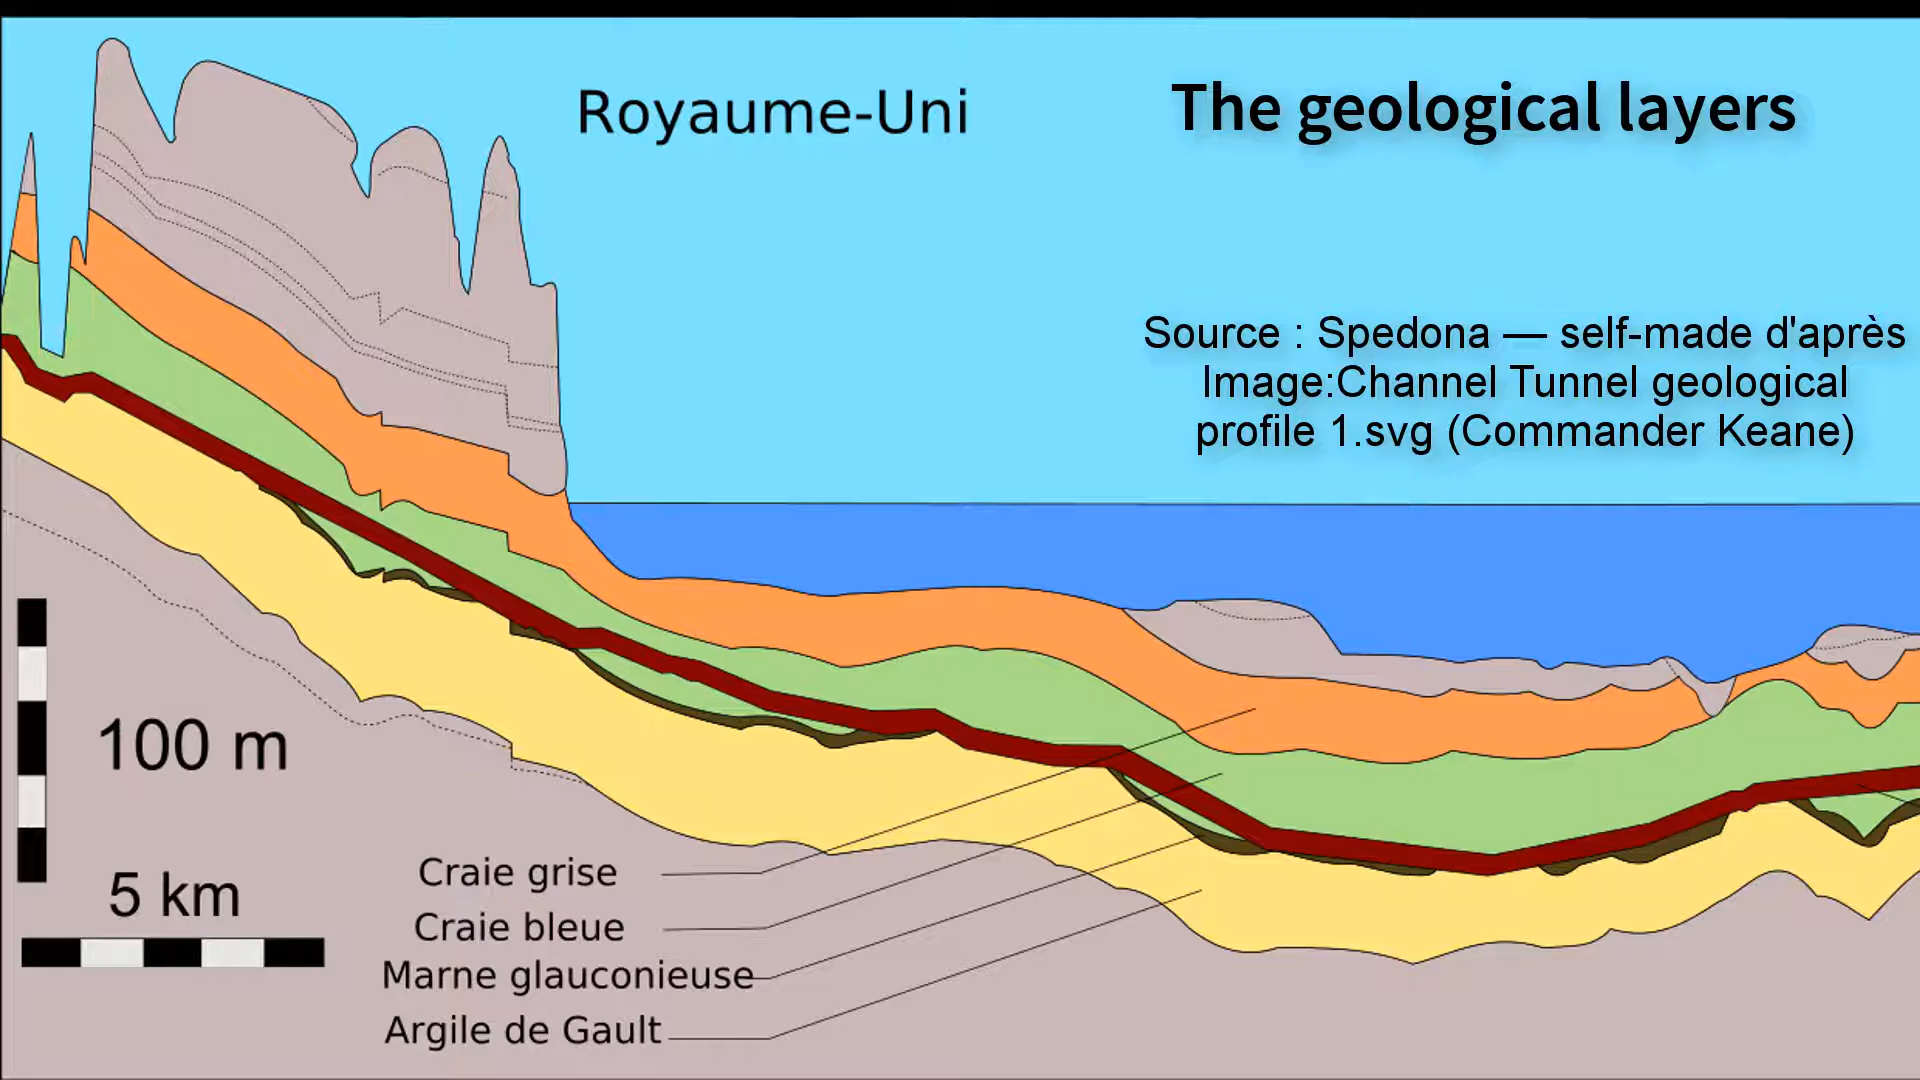 Royaume-Uni
The geological layers
Source : Spedona — self-made d'après
Image:Channel Tunnel geological
profile 1.svg (Commander Keane)
100 m
5 km
Craie grise
Craie bleue
Marne glauconieuse
Argile de Gault